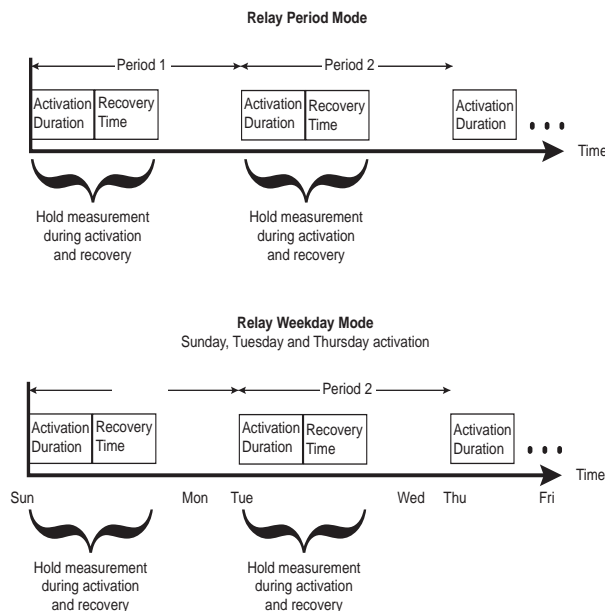 Relay Period Mode
Period 1
Period 2
Activation Duration
Recovery Time
Activation Duration
Recovery Time
Activation Duration
Time
Hold measurement
during activation
and recovery
Hold measurement
during activation
and recovery
Relay Weekday Mode
Sunday, Tuesday and Thursday activation
Period 2
Activation Duration
Recovery Time
Activation Duration
Recovery Time
Activation Duration
Time
Sun Mon Tue Wed Thu Fri
Hold measurement
during activation
and recovery
Hold measurement
during activation
and recovery